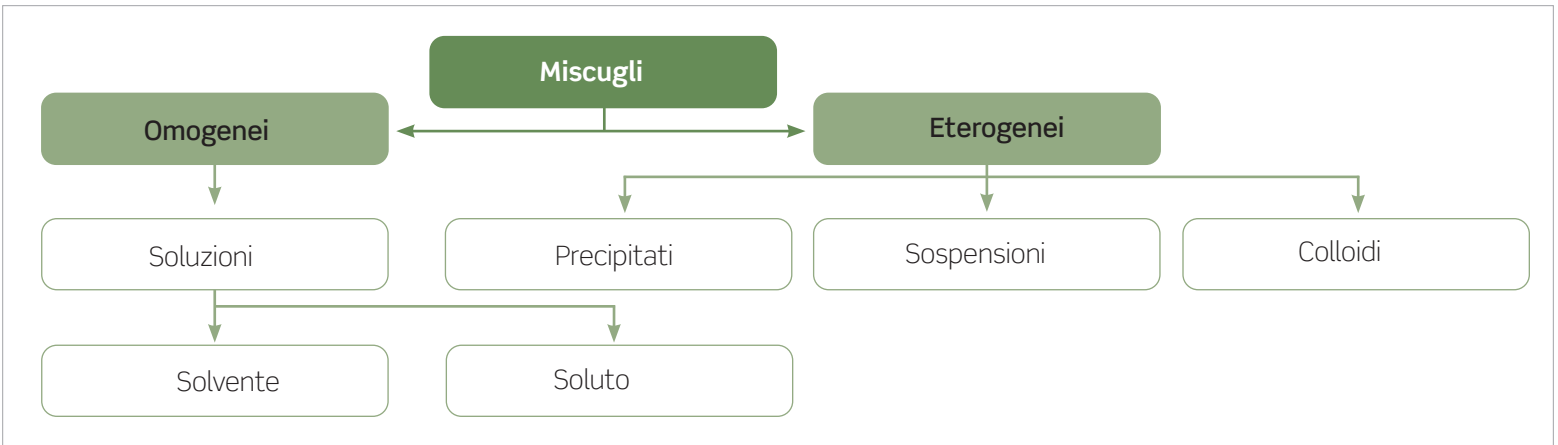 Miscugli
Omogenei
Eterogenei
Soluzioni
Precipitati
Sospensioni
Colloidi
Solvente
Soluto